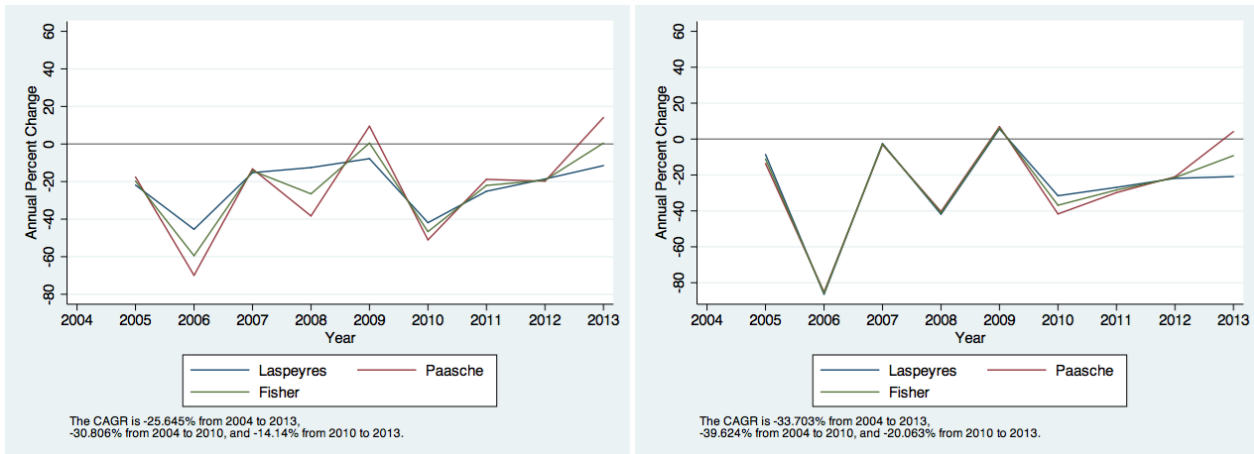 Annual Percent Change
60
40
20
0
-20
-40
-60
-80
2004 2005 2006 2007 2008 2009 2010 2011 2012 2013
Year
Laspeyres Paasche
Fisher
The CAGR is -25.645% from 2004 to 2013,
-30.806% from 2004 to 2010, and -14.14% from 2010 to 2013.
Annual Percent Change
60
40
20
0
-20
-40
-60
-80
2004 2005 2006 2007 2008 2009 2010 2011 2012 2013
Year
Laspeyres Paasche
Fisher
The CAGR is -33.703% from 2004 to 2013,
-39.624% from 2004 to 2010, and -20.063% from 2010 to 2013.